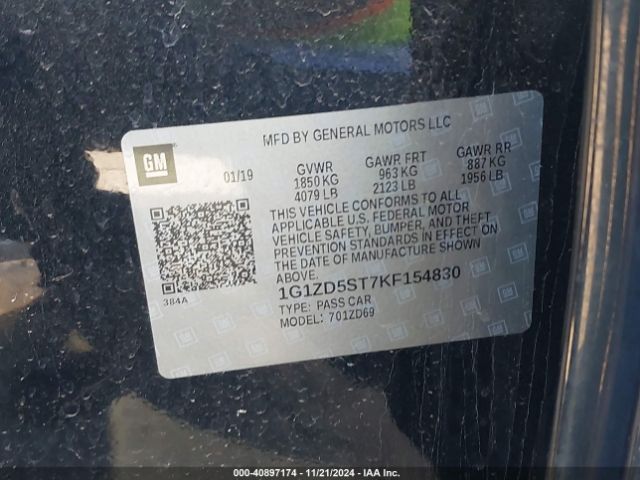 MFD BY GENERAL MOTORS LLC
GM
01/19
GVWR
1850 KG
4079 LB
GAWR FRT
963 KG
2123 LB
GAWR RR
887 KG
1956 LB
THIS VEHICLE CONFORMS TO ALL
APPLICABLE U.S. FEDERAL MOTOR
VEHICLE SAFETY, BUMPER, AND THEFT
PREVENTION STANDARDS IN EFFECT ON
THE DATE OF MANUFACTURE SHOWN
ABOVE.
384A
1G1ZD5ST7KF154830
TYPE: PASS CAR
MODEL: 701ZD69
000-40897174 - 11/21/2024 - IAA Inc.